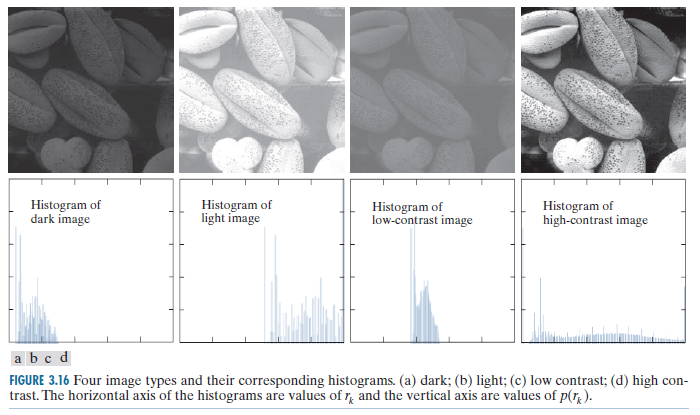 Histogram of
dark image
Histogram of
light image
Histogram of
low-contrast image
Histogram of
high-contrast image
a b c d
FIGURE 3.16 Four image types and their corresponding histograms. (a) dark; (b) light; (c) low contrast; (d) high con-
trast. The horizontal axis of the histograms are values of rₖ and the vertical axis are values of p(rₖ).